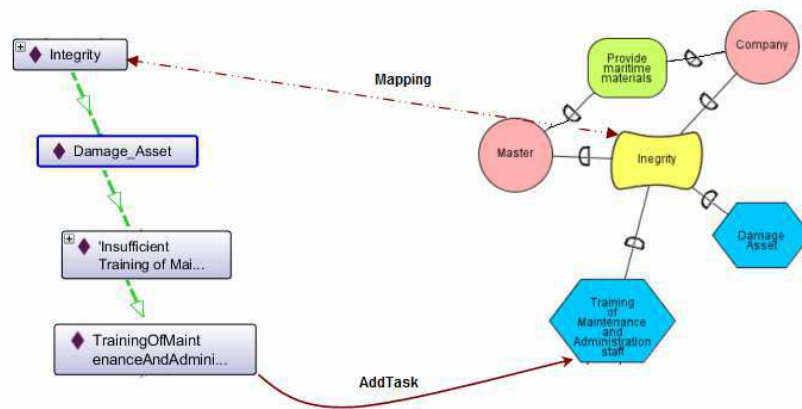 Integrity
Damage_Asset
'Insufficient
Training of Mai...
TrainingOfMaint
enanceAndAdmini...
Mapping
AddTask
Provide
maritime
materials
Company
Master
Inegrity
Damage
Asset
Training
of
Maintenance
and
Administration
staff